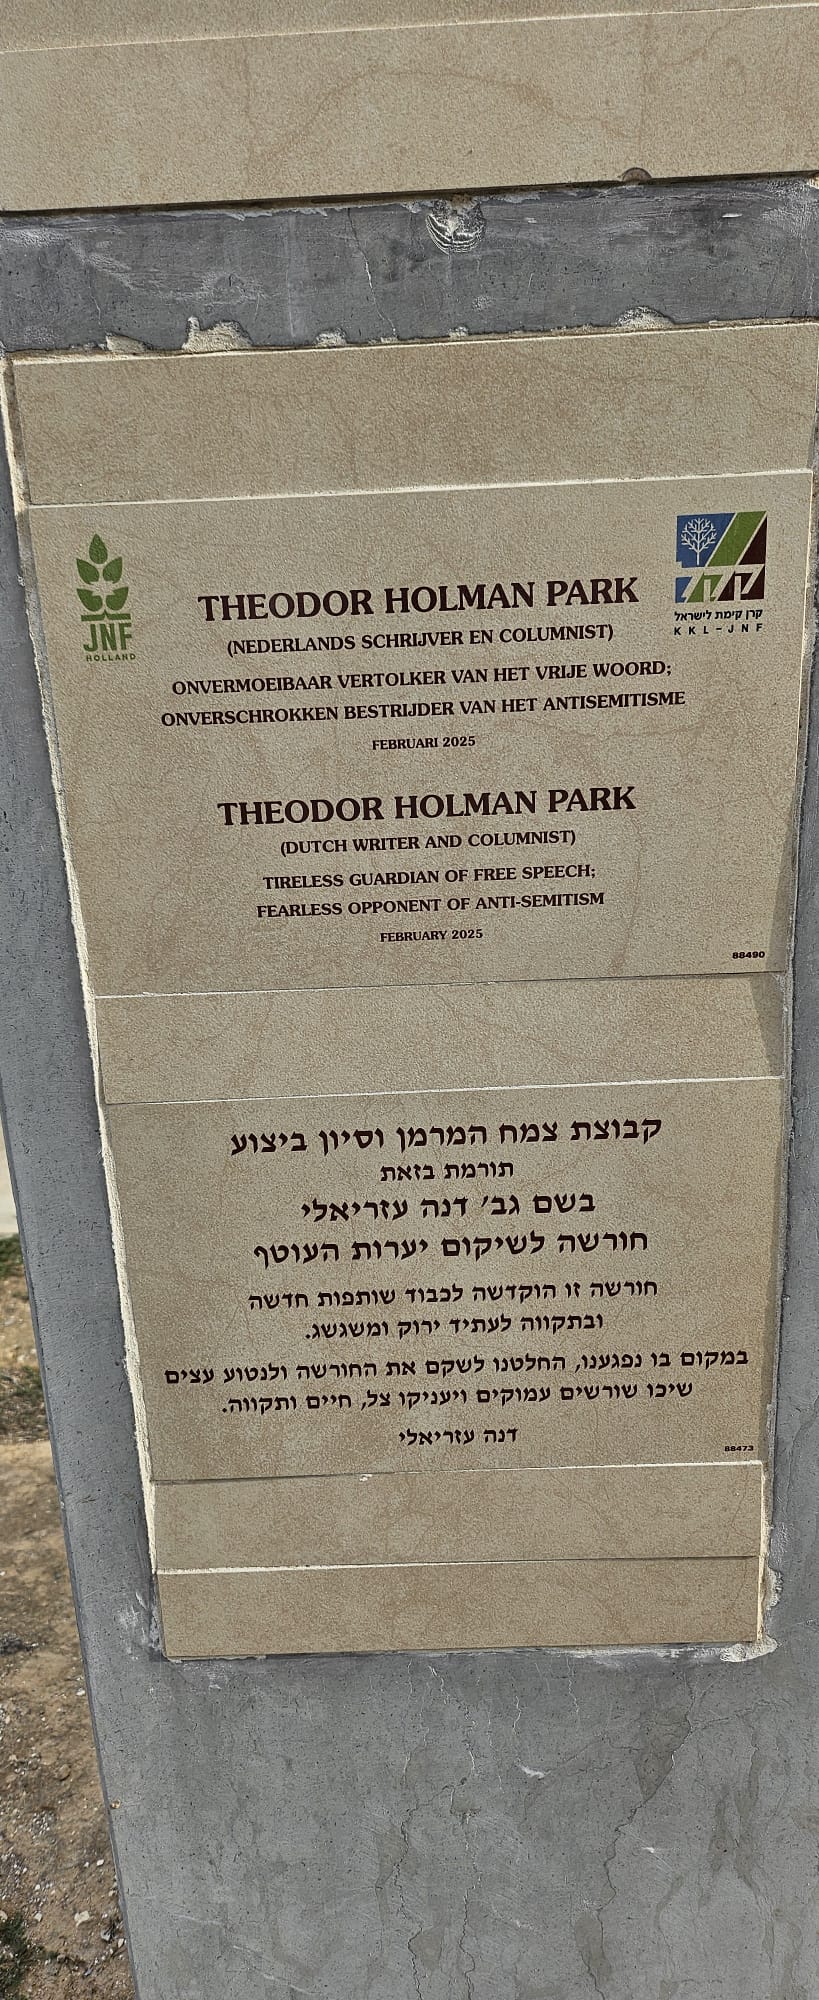 JNF
HOLLAND
קרן קימת לישראל
KKL-JNF
THEODOR HOLMAN PARK
(NEDERLANDS SCHRIJVER EN COLUMNIST)
ONVERMOEIBAAR VERTOLKER VAN HET VRIJE WOORD;
ONVERSCHROKKEN BESTRIJDER VAN HET ANTISEMITISME
FEBRUARI 2025
THEODOR HOLMAN PARK
(DUTCH WRITER AND COLUMNIST)
TIRELESS GUARDIAN OF FREE SPEECH;
FEARLESS OPPONENT OF ANTI-SEMITISM
FEBRUARY 2025
88490
קבוצת צמח המרמן וסיון ביצוע
תורמת בזאת
בשם גב׳ דנה עזריאלי
חורשה לשיקום יערות העוטף
חורשה זו הוקדשה לכבוד שותפות חדשה
ובתקווה לעתיד ירוק ומשגשג.
במקום בו נפגענו, החלטנו לשקם את החורשה ולנטוע עצים
שיכו שורשים עמוקים ויעניקו צל, חיים ותקווה.
דנה עזריאלי
88473